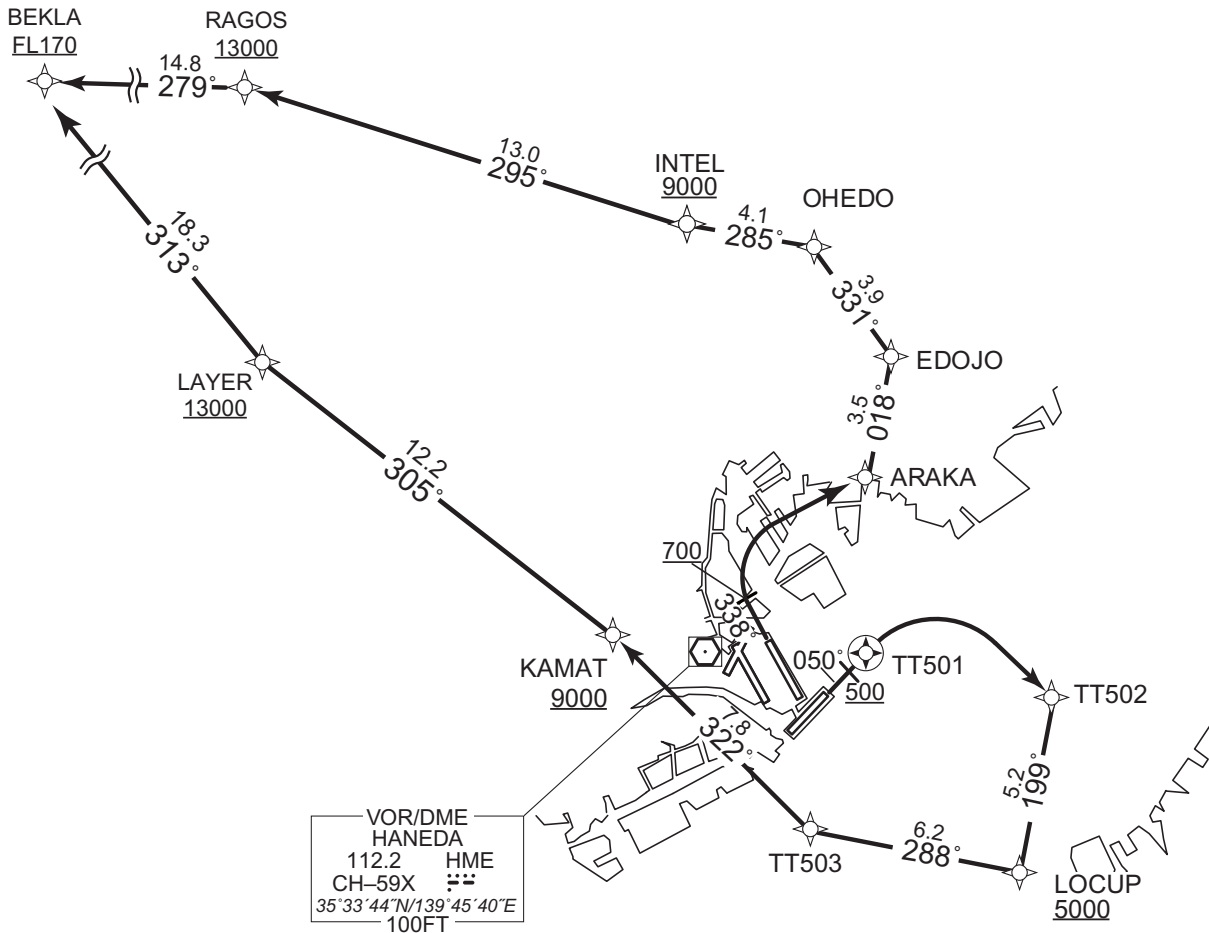 BEKLA
FL170
RAGOS
13000
14.8
279°
13.0
295°
INTEL
9000
4.1
285°
OHEDO
3.9
331°
EDOJO
3.5
018°
ARAKA
18.3
313°
LAYER
13000
12.2
305°
700
338°
KAMAT
9000
050°
500
TT501
TT502
5.2
199°
7.8
322°
TT503
6.2
288°
LOCUP
5000
VOR/DME
HANEDA
112.2 HME
CH–59X
35°33´44˝N/139°45´40˝E
100FT